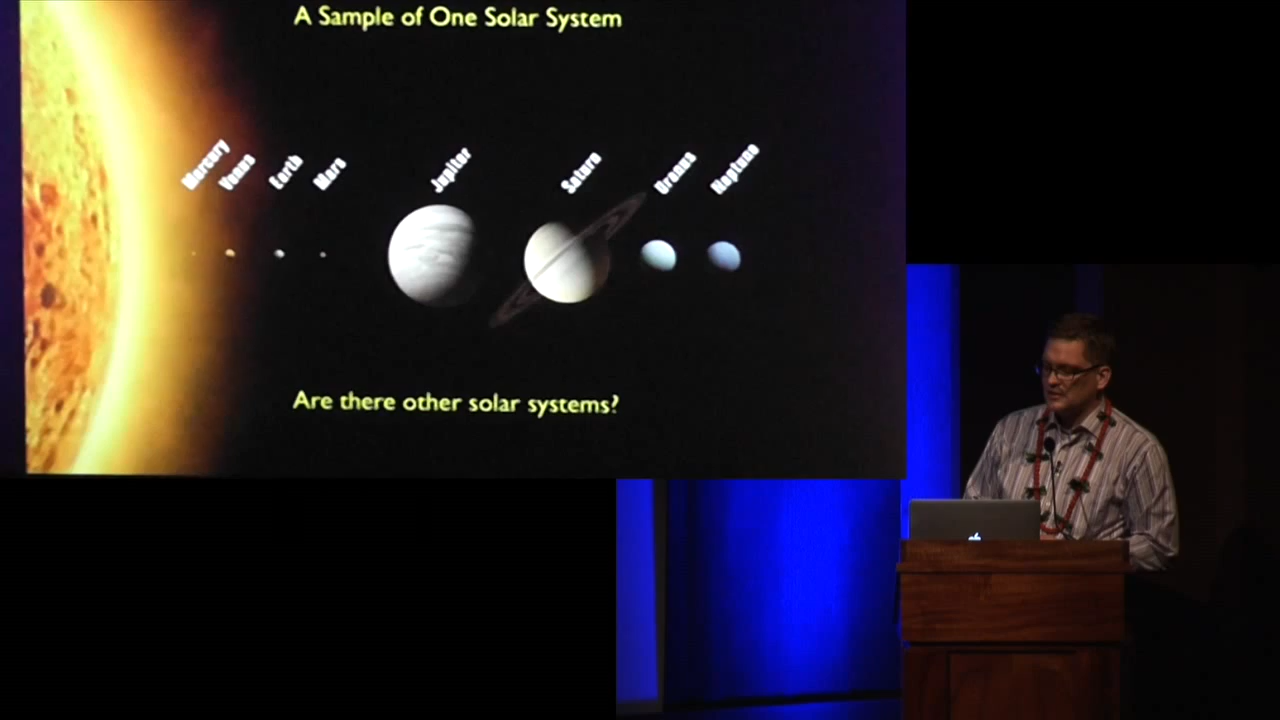 A Sample of One Solar System
Mercury Venus Earth Mars Jupiter Saturn Uranus Neptune
Are there other solar systems?